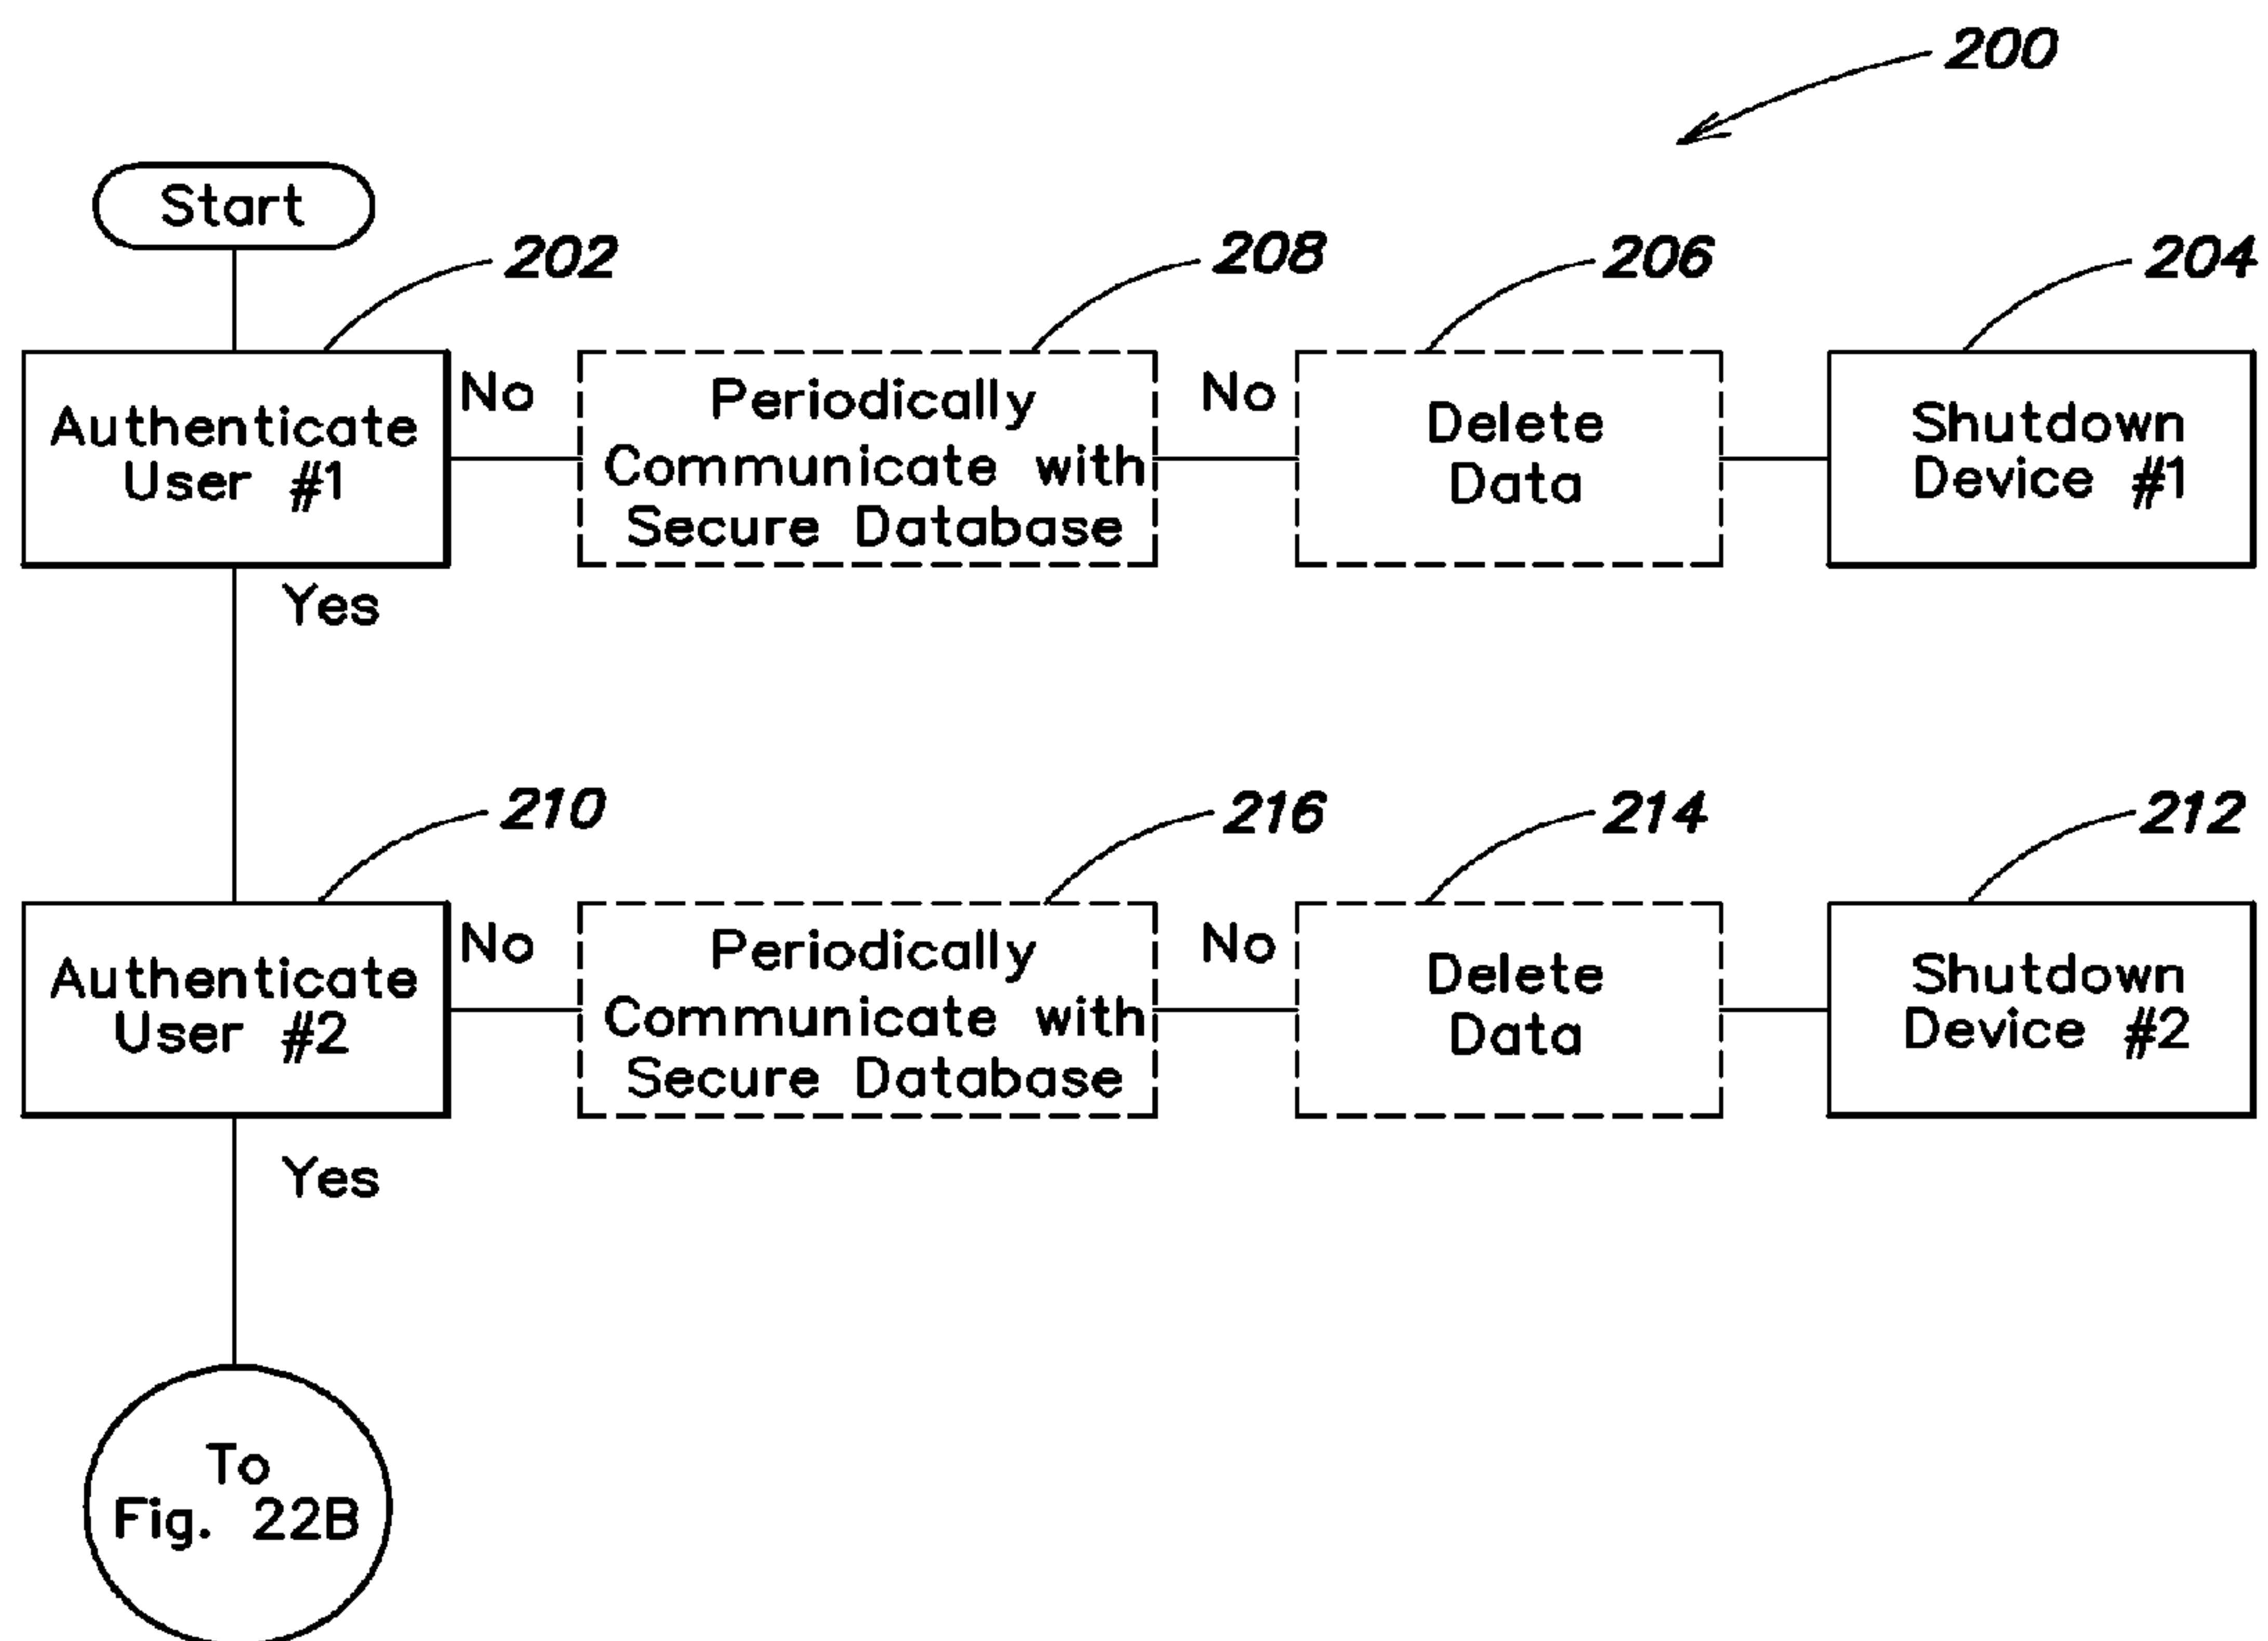 200
Start
202
208
206
204
Authenticate
User #1
No
Periodically
Communicate with
Secure Database
No
Delete
Data
Shutdown
Device #1
Yes
210
216
214
212
Authenticate
User #2
No
Periodically
Communicate with
Secure Database
No
Delete
Data
Shutdown
Device #2
Yes
To
Fig. 22B